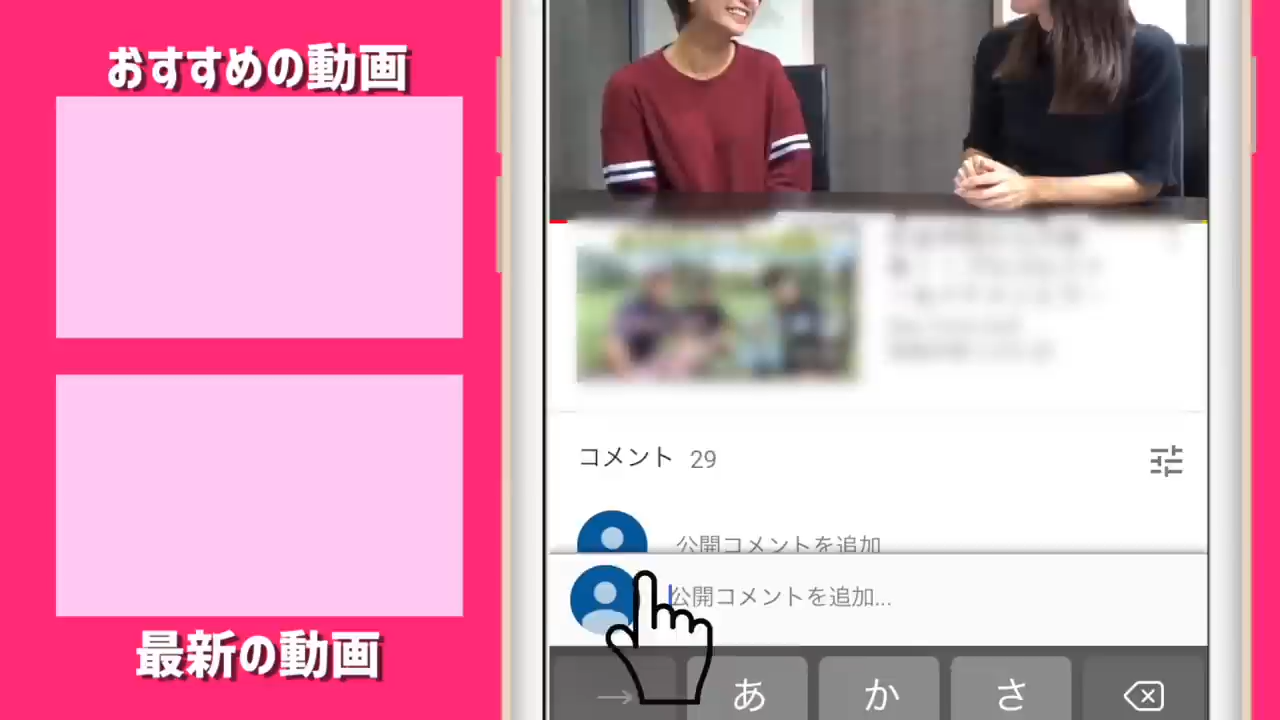 おすすめの動画
最新の動画
コメント 29
公開コメントを追加
公開コメントを追加...
→ あ か さ